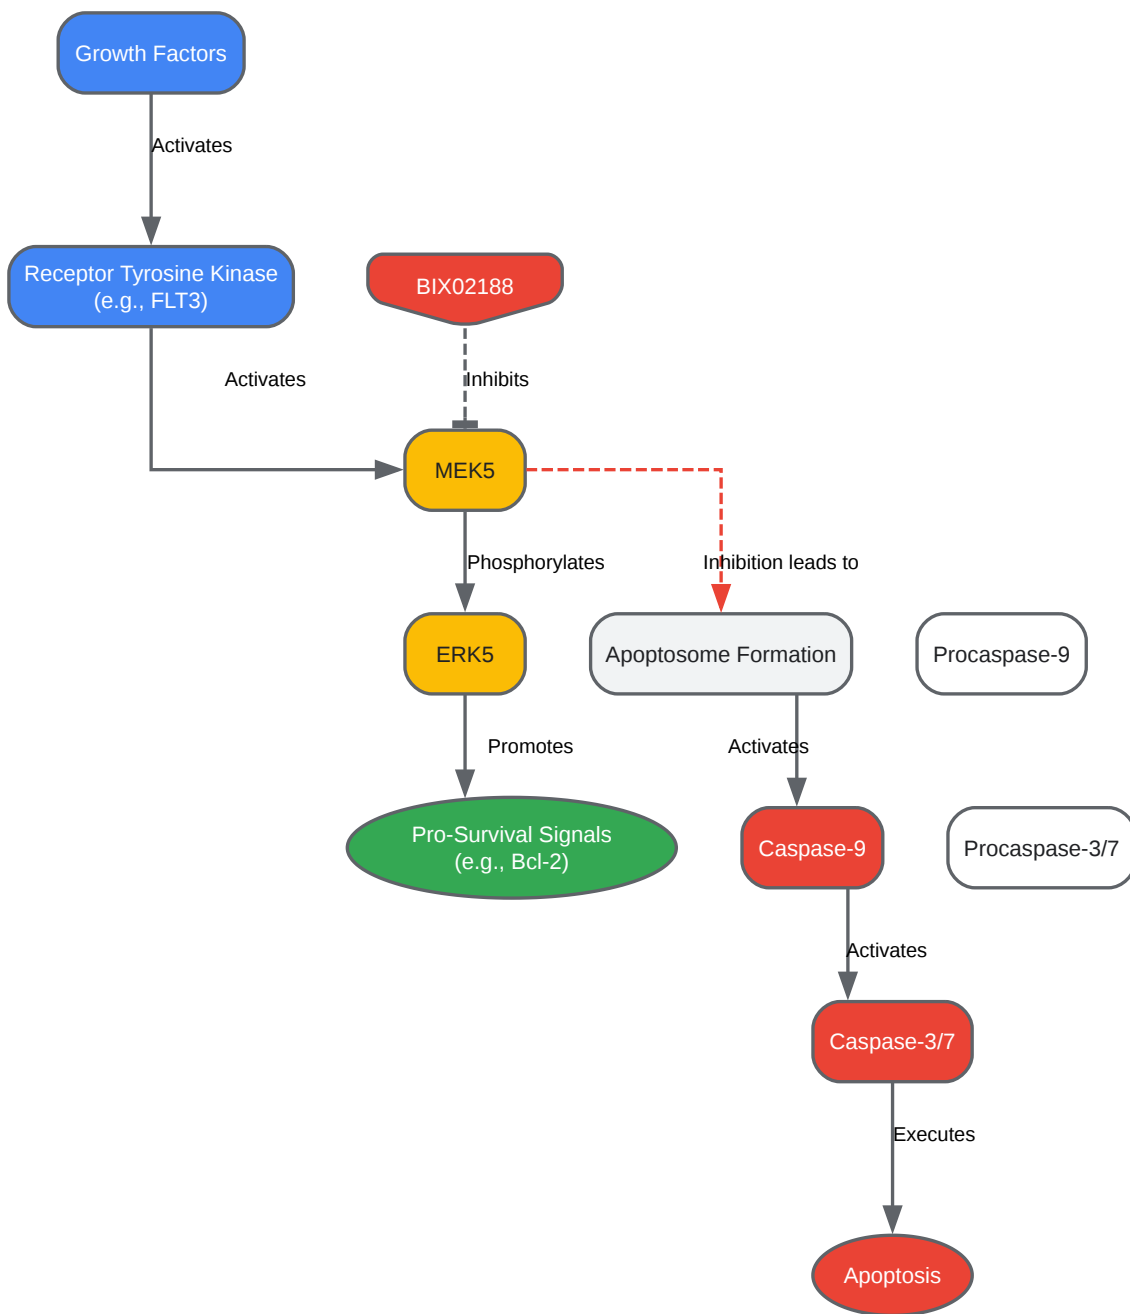 Growth Factors
Activates
Receptor Tyrosine Kinase
(e.g., FLT3)
BIX02188
Activates
Inhibits
MEK5
Phosphorylates
Inhibition leads to
ERK5
Apoptosome Formation
Procaspase-9
Promotes
Activates
Pro-Survival Signals
(e.g., Bcl-2)
Caspase-9
Procaspase-3/7
Activates
Caspase-3/7
Executes
Apoptosis